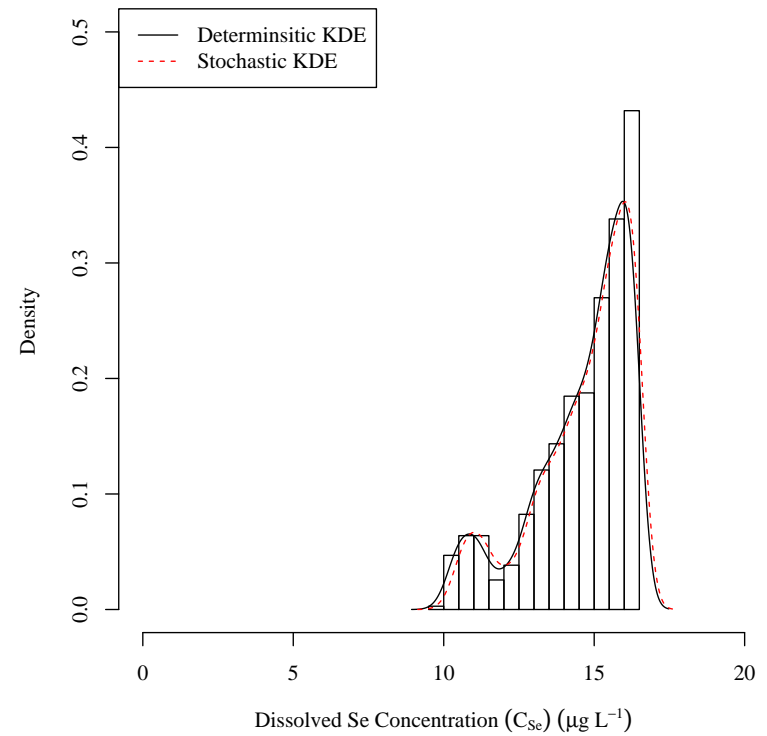 Determinsitic KDE
Stochastic KDE
0.5
0.4
0.3
0.2
0.1
0.0
Density
0 5 10 15 20
Dissolved Se Concentration (C_Se) (μg L⁻¹)